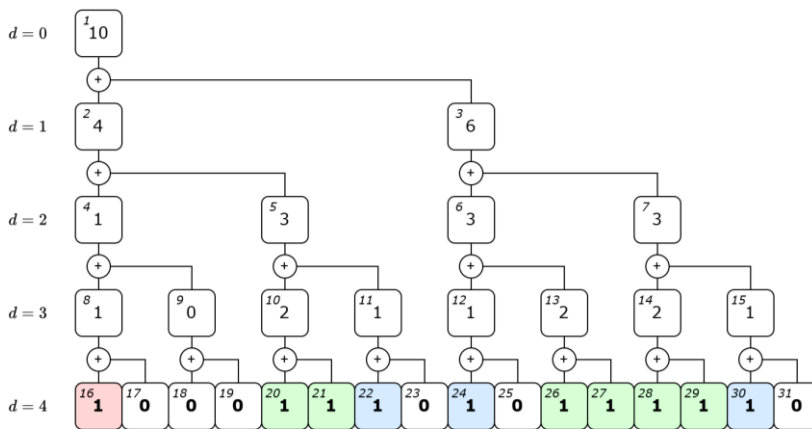 d = 0 1 10
+
d = 1 2 4 3 6
+ +
d = 2 4 1 5 3 6 3 7 3
+ + + +
d = 3 8 1 9 0 10 2 11 1 12 1 13 2 14 2 15 1
+ + + + + + + +
d = 4 16 1 17 0 18 0 19 0 20 1 21 1 22 1 23 0 24 1 25 0 26 1 27 1 28 1 29 1 30 1 31 0